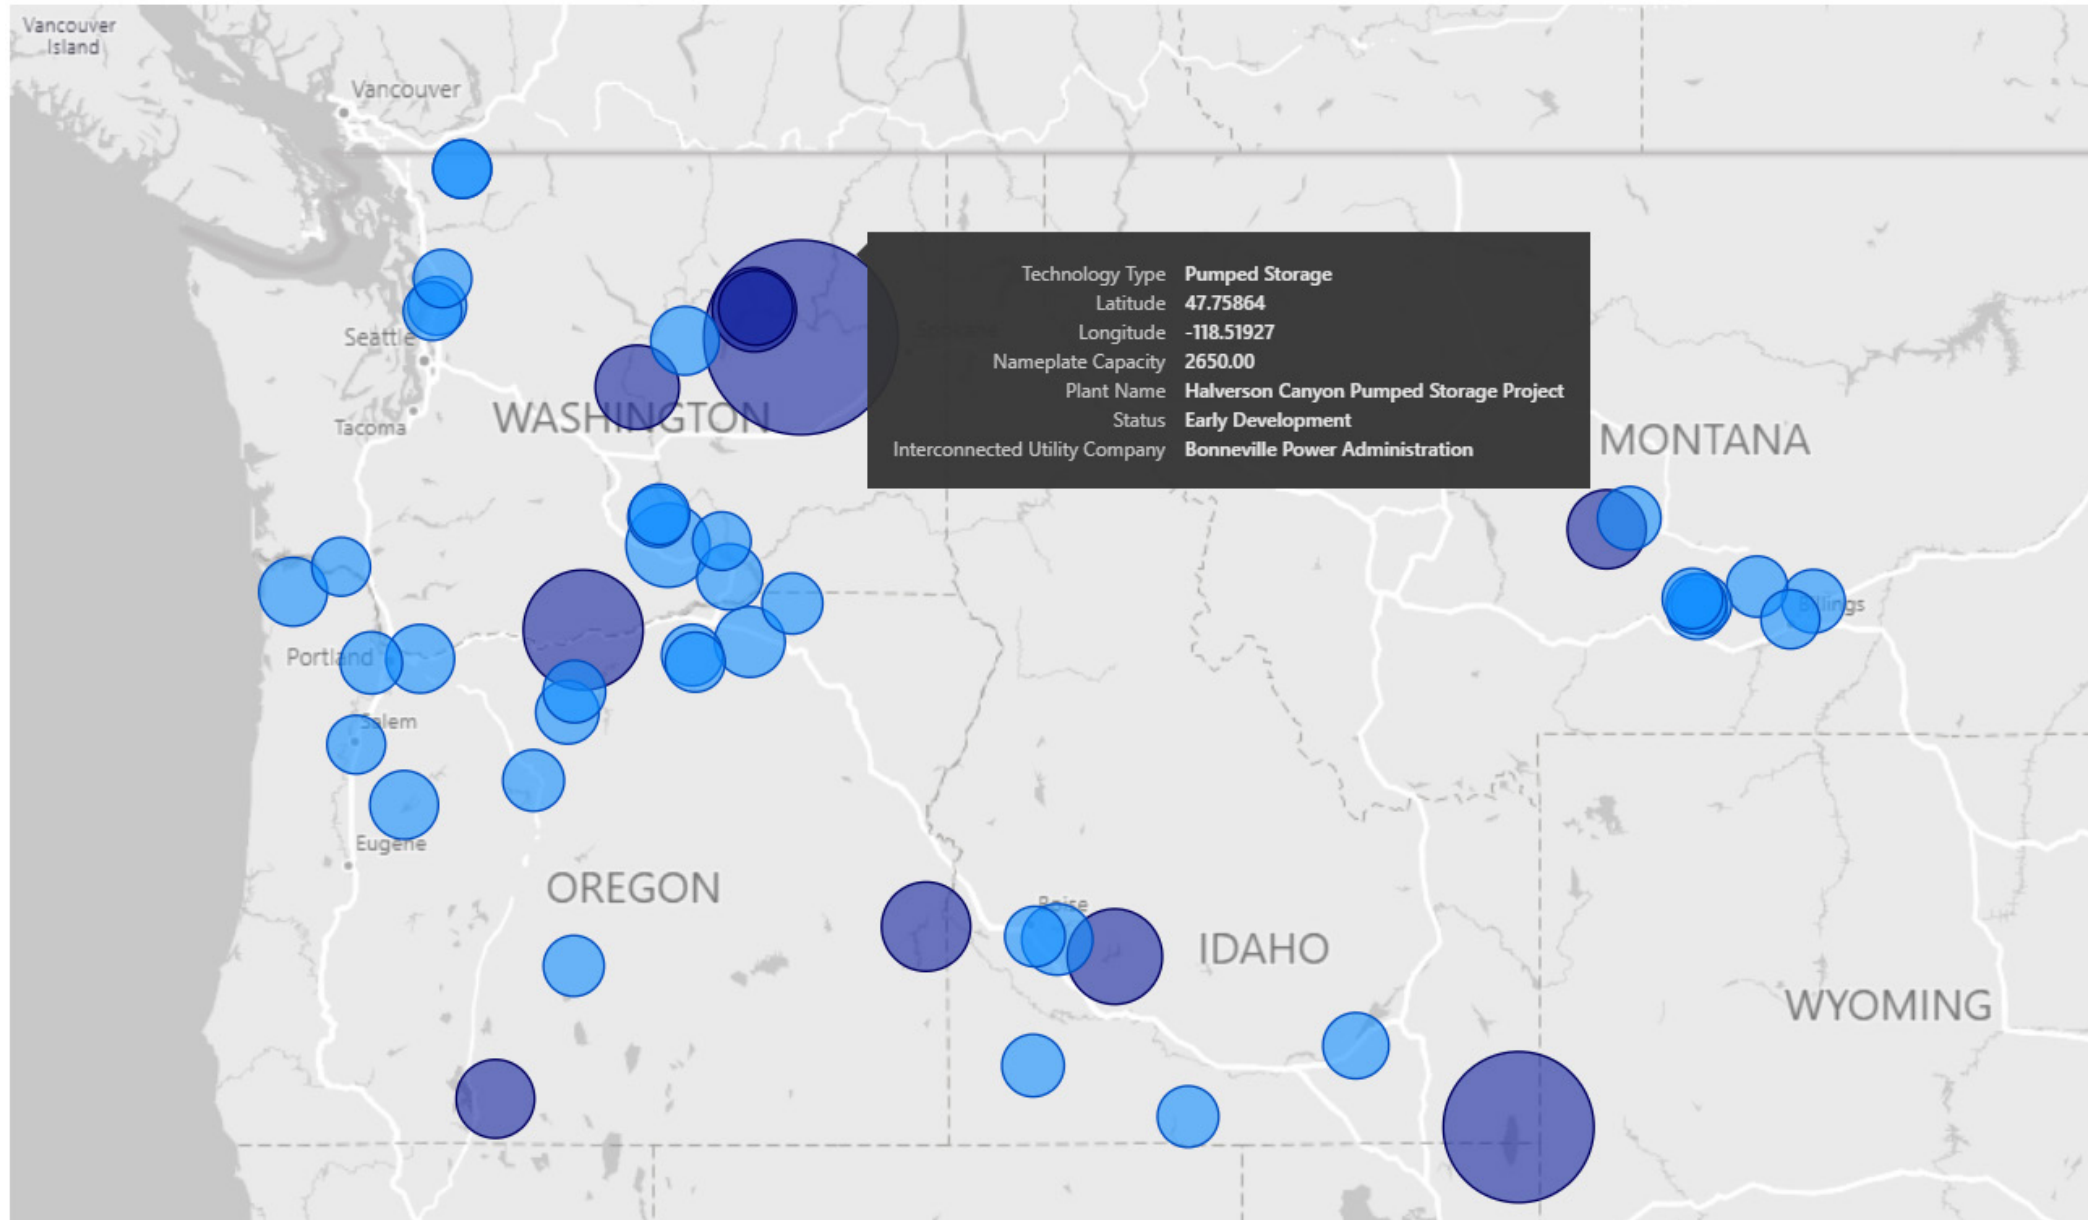 Vancouver
Island
Vancouver
Technology Type Pumped Storage
Latitude 47.75864
Longitude -118.51927
Nameplate Capacity 2650.00
Plant Name Halverson Canyon Pumped Storage Project
Status Early Development
Interconnected Utility Company Bonneville Power Administration
Seattle
WASHINGTON
Tacoma
MONTANA
Billings
Portland
Salem
Eugene
OREGON
Boise
IDAHO
WYOMING